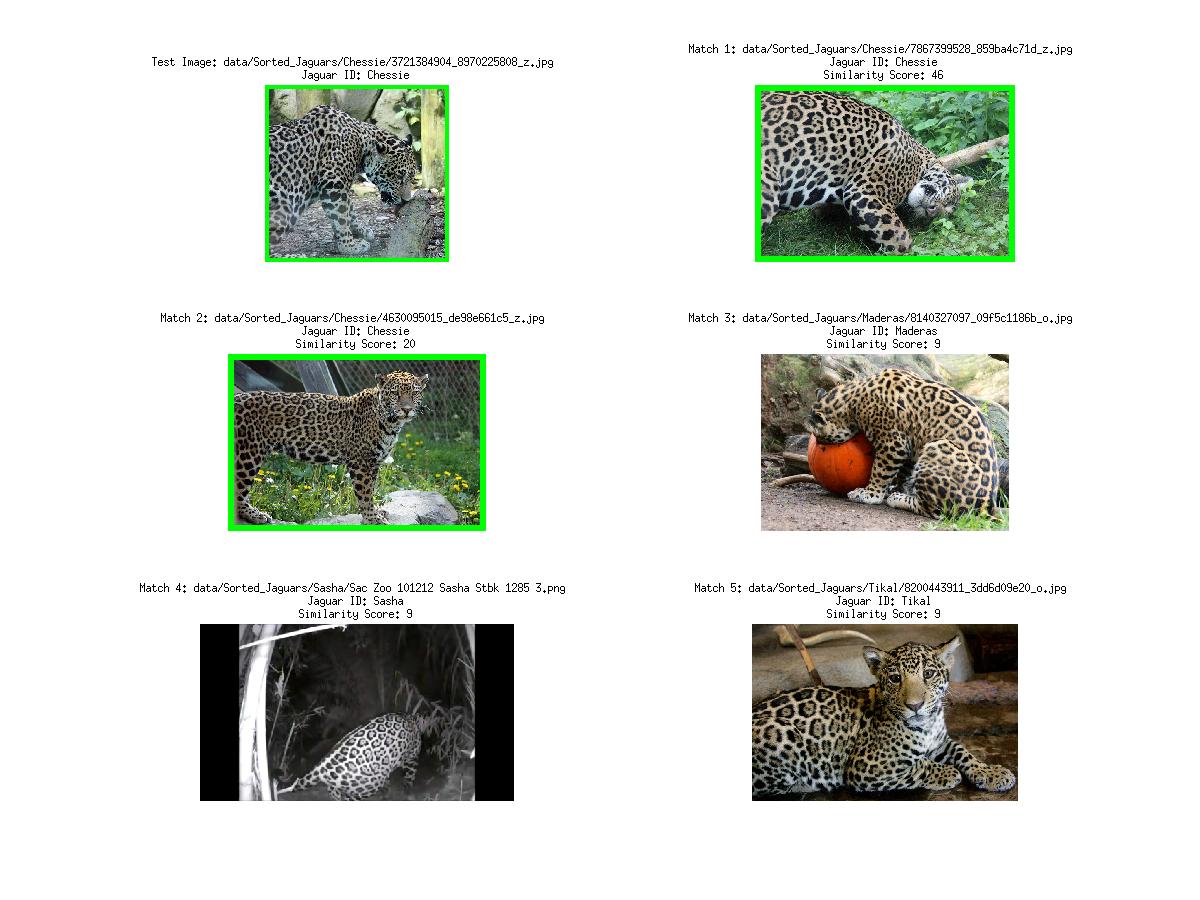 Test Image: data/Sorted_Jaguars/Chessie/3721384904_8970225808_z.jpg
Jaguar ID: Chessie
Match 1: data/Sorted_Jaguars/Chessie/7867399528_859ba4c71d_z.jpg
Jaguar ID: Chessie
Similarity Score: 46
Match 2: data/Sorted_Jaguars/Chessie/4630095015_de98e661c5_z.jpg
Jaguar ID: Chessie
Similarity Score: 20
Match 3: data/Sorted_Jaguars/Maderas/8140327097_09f5c1186b_o.jpg
Jaguar ID: Maderas
Similarity Score: 9
Match 4: data/Sorted_Jaguars/Sasha/Sac Zoo 101212 Sasha Stbk 1285 3.png
Jaguar ID: Sasha
Similarity Score: 9
Match 5: data/Sorted_Jaguars/Tikal/8200443911_3dd6d09e20_o.jpg
Jaguar ID: Tikal
Similarity Score: 9